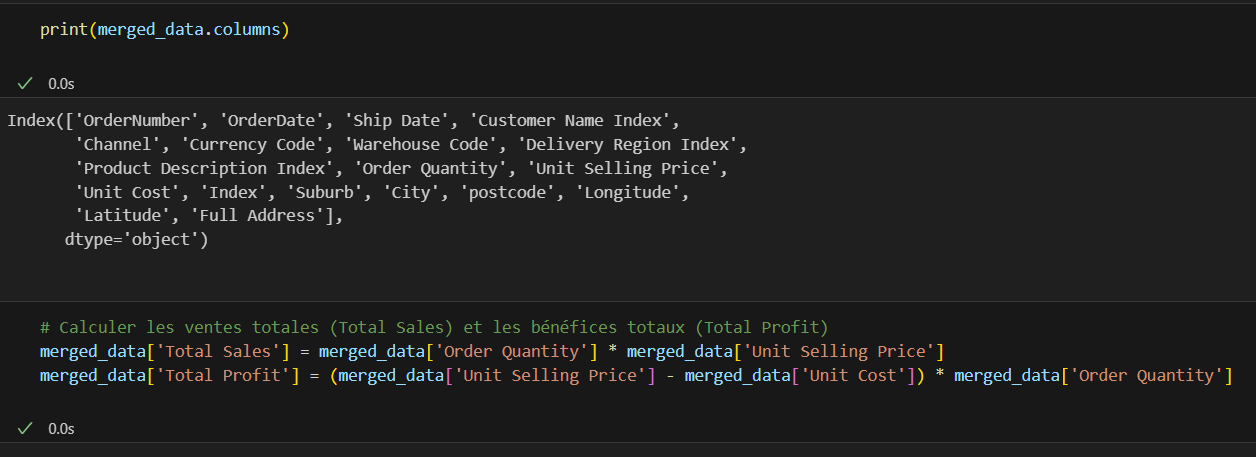 print(merged_data.columns)
0.0s
Index(['OrderNumber', 'OrderDate', 'Ship Date', 'Customer Name Index',
'Channel', 'Currency Code', 'Warehouse Code', 'Delivery Region Index',
'Product Description Index', 'Order Quantity', 'Unit Selling Price',
'Unit Cost', 'Index', 'Suburb', 'City', 'postcode', 'Longitude',
'Latitude', 'Full Address'],
dtype='object')
# Calculer les ventes totales (Total Sales) et les bénéfices totaux (Total Profit)
merged_data['Total Sales'] = merged_data['Order Quantity'] * merged_data['Unit Selling Price']
merged_data['Total Profit'] = (merged_data['Unit Selling Price'] - merged_data['Unit Cost']) * merged_data['Order Quantity']
0.0s